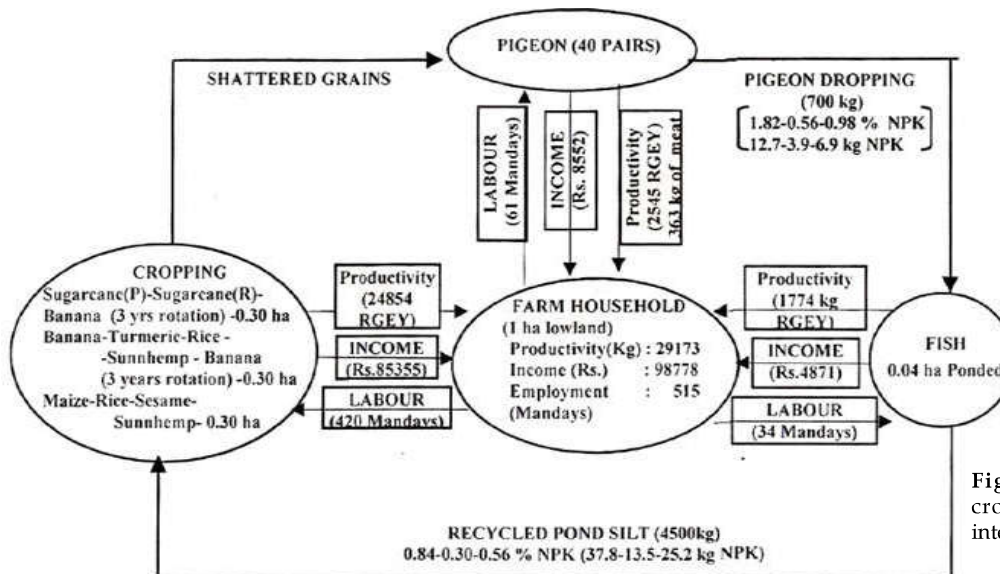 PIGEON (40 PAIRS)
SHATTERED GRAINS
PIGEON DROPPING
(700 kg)
1.82-0.56-0.98 % NPK
12.7-3.9-6.9 kg NPK
LABOUR
(61 Mandays)
INCOME
(Rs. 8552)
Productivity
(2545 RGEY)
363 kg of meat
CROPPING
Sugarcane(P)-Sugarcane(R)-
Banana (3 yrs rotation) -0.30 ha
Banana-Turmeric-Rice -
-Sunnhemp - Banana
(3 years rotation) -0.30 ha
Maize-Rice-Sesame-
Sunnhemp- 0.30 ha
Productivity
(24854
RGEY)
INCOME
(Rs.85355)
LABOUR
(420 Mandays)
FARM HOUSEHOLD
(1 ha lowland)
Productivity(Kg) : 29173
Income (Rs.) : 98778
Employment : 515
(Mandays)
Productivity
(1774 kg
RGEY)
INCOME
(Rs.4871)
LABOUR
(34 Mandays)
FISH
0.04 ha Ponded
RECYCLED POND SILT (4500kg)
0.84-0.30-0.56 % NPK (37.8-13.5-25.2 kg NPK)
Fig
cro
inte